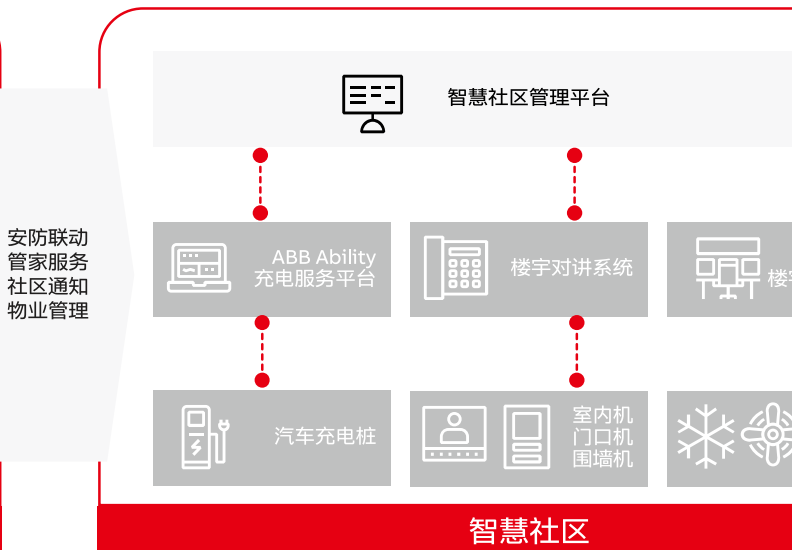 智慧社区管理平台
安防联动
管家服务
社区通知
物业管理
ABB Ability
充电服务平台
楼宇对讲系统
楼宇
汽车充电桩
室内机
门口机
围墙机
智慧社区